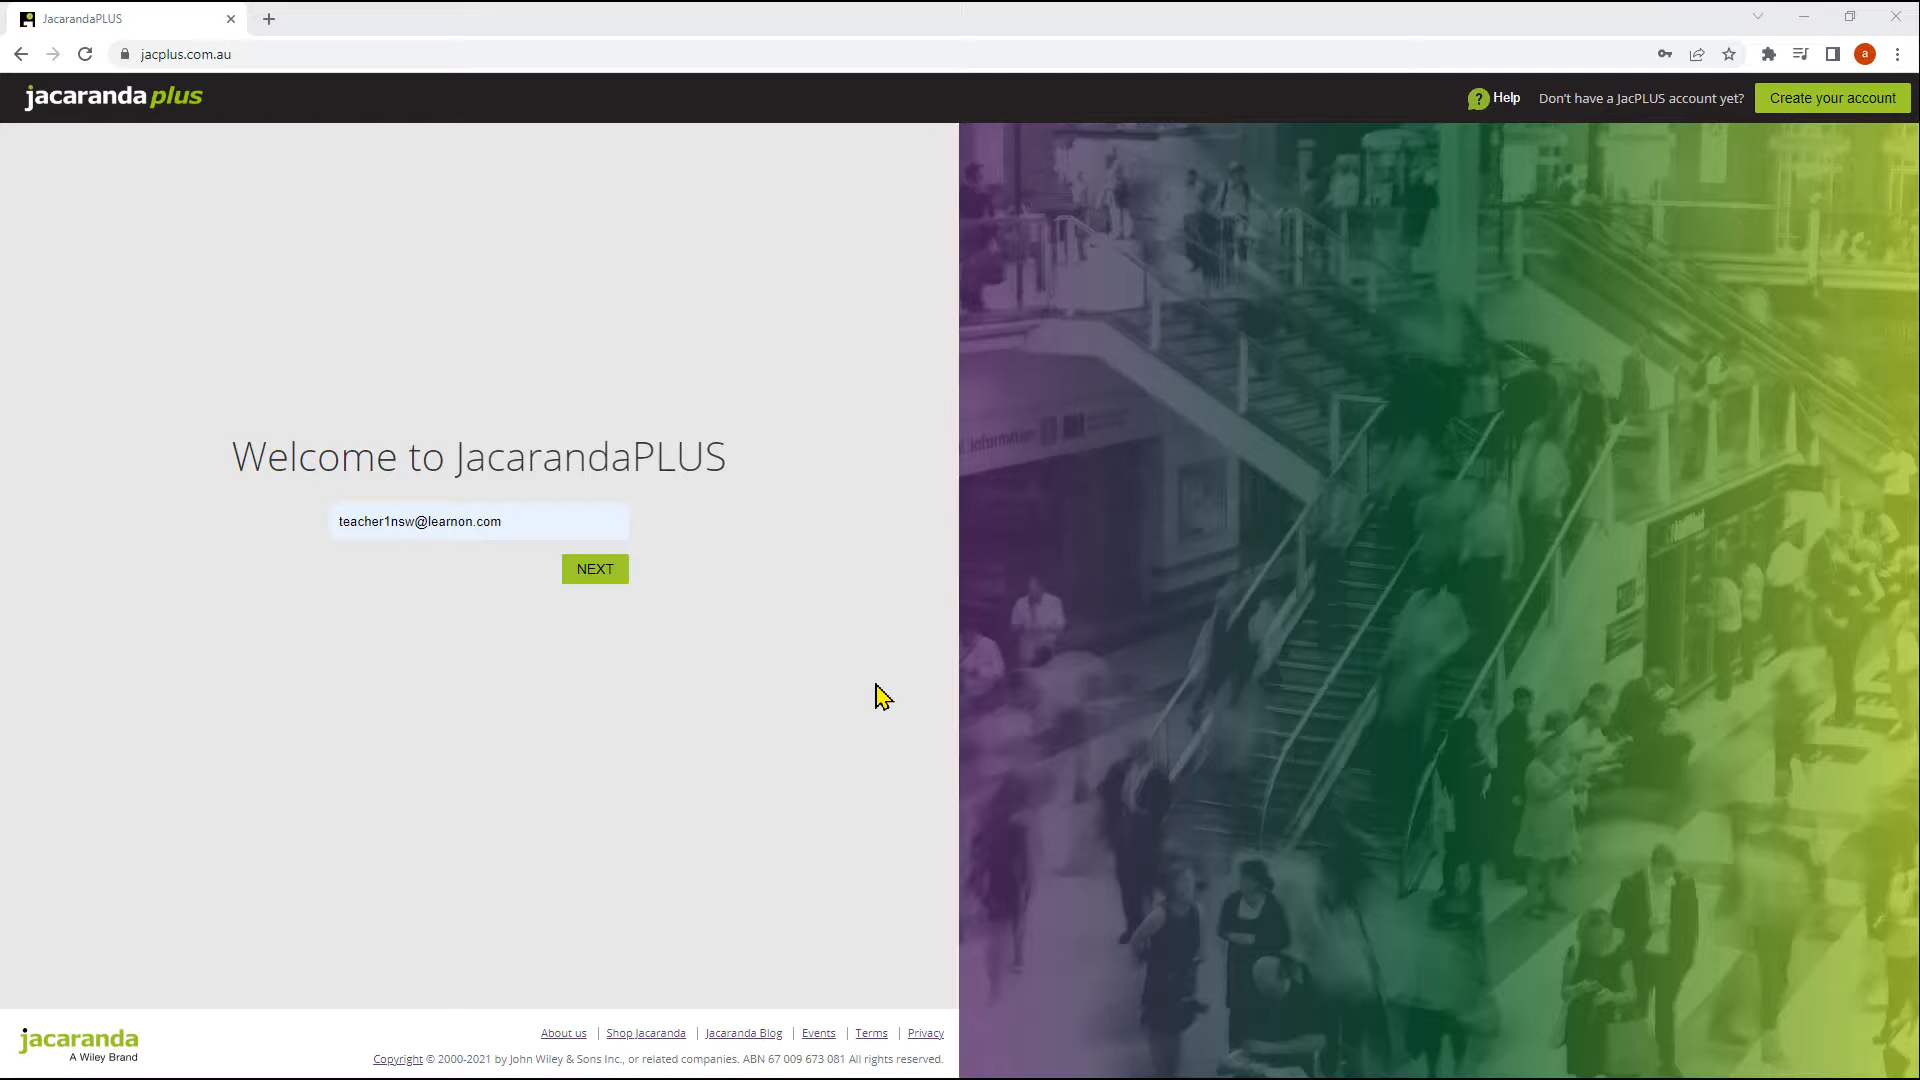 JacarandaPLUS
jacplus.com.au
a
jacaranda plus
? Help
Don't have a JacPLUS account yet?
Create your account
Welcome to JacarandaPLUS
teacher1nsw@learnon.com
NEXT
jacaranda
A Wiley Brand
About us | Shop Jacaranda | Jacaranda Blog | Events | Terms | Privacy
Copyright © 2000-2021 by John Wiley & Sons Inc., or related companies. ABN 67 009 673 081 All rights reserved.